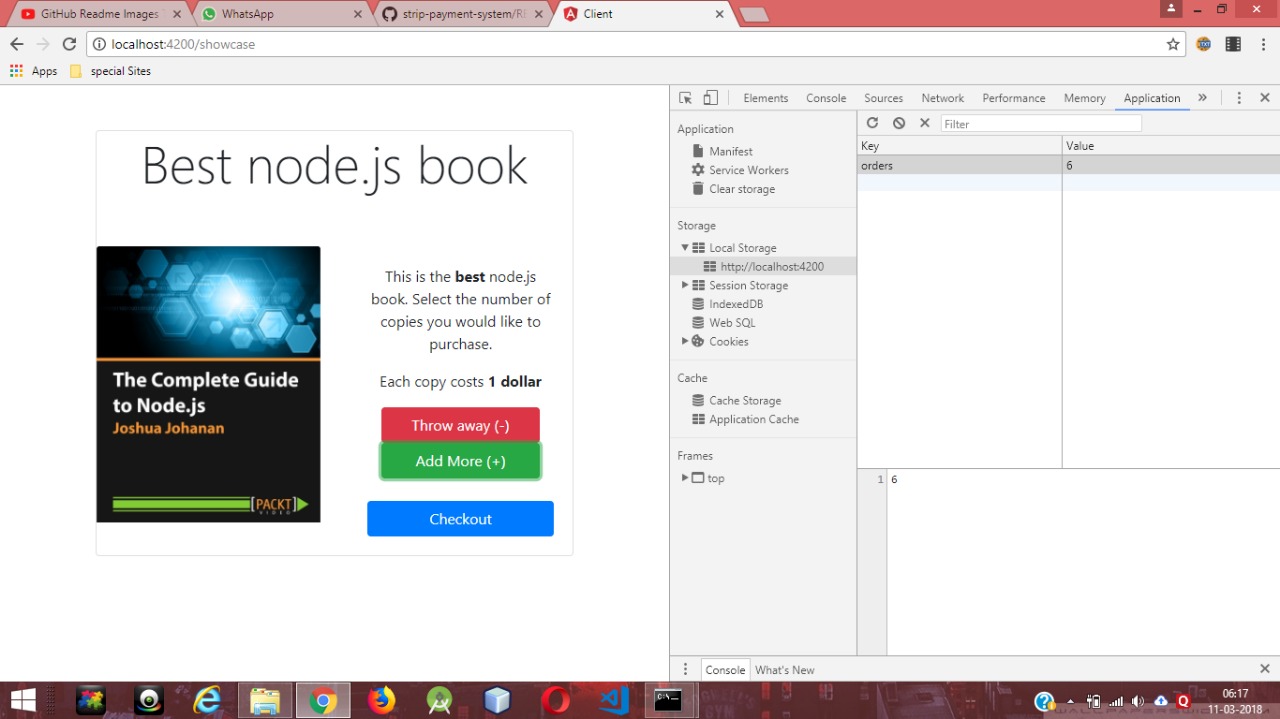 GitHub Readme Images
WhatsApp
strip-payment-system/RE
Client
localhost:4200/showcase
Apps
special Sites
Best node.js book
The Complete Guide
to Node.js
Joshua Johanan
[PACKT]
VIDEO
This is the best node.js
book. Select the number of
copies you would like to
purchase.
Each copy costs 1 dollar
Throw away (-)
Add More (+)
Checkout
Elements Console Sources Network Performance Memory Application
Application
Manifest
Service Workers
Clear storage
Storage
Local Storage
http://localhost:4200
Session Storage
IndexedDB
Web SQL
Cookies
Cache
Cache Storage
Application Cache
Frames
top
Filter
Key Value
orders 6
1 6
Console What's New
06:17
11-03-2018